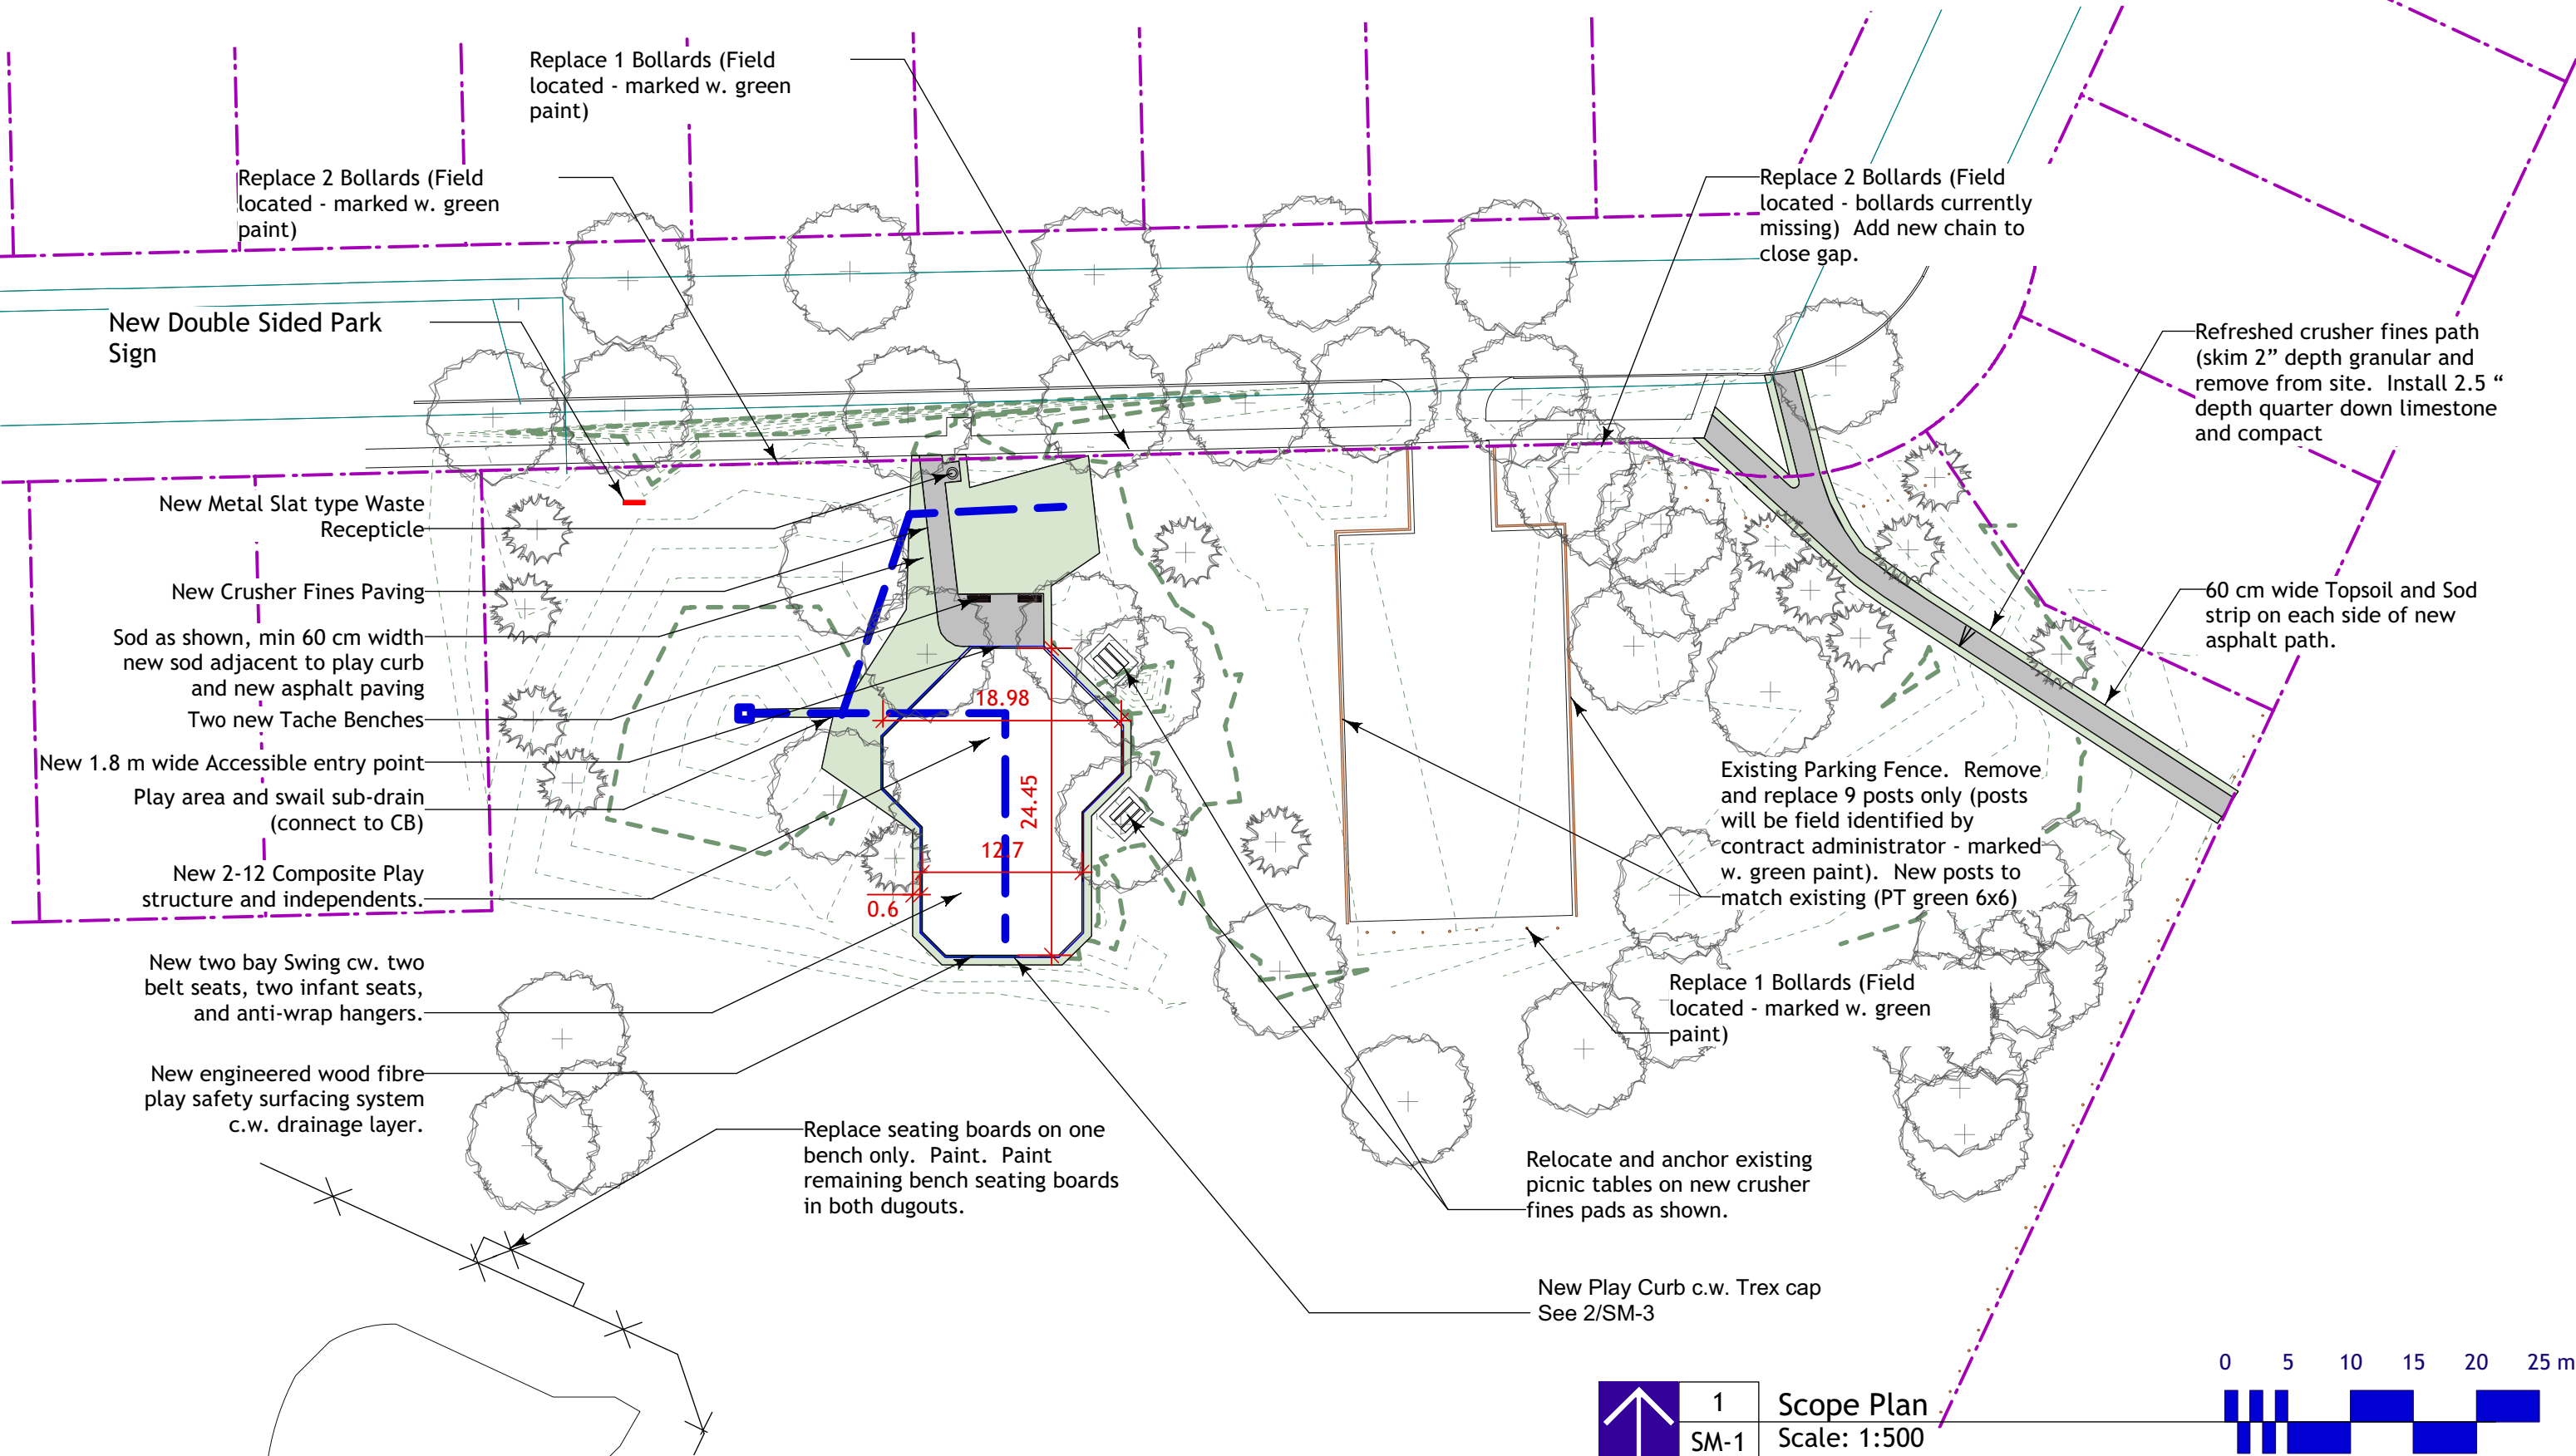 Replace 1 Bollards (Field
located - marked w. green
paint)
Replace 2 Bollards (Field
located - marked w. green
paint)
Replace 2 Bollards (Field
located - bollards currently
missing)  Add new chain to
close gap.
New Double Sided Park
Sign
Refreshed crusher fines path
(skim 2” depth granular and
remove from site.  Install 2.5 “
depth quarter down limestone
and compact
New Metal Slat type Waste
Recepticle
New Crusher Fines Paving
Sod as shown, min 60 cm width
new sod adjacent to play curb
and new asphalt paving
Two new Tache Benches
New 1.8 m wide Accessible entry point
Play area and swail sub-drain
(connect to CB)
New 2-12 Composite Play
structure and independents.
New two bay Swing cw. two
belt seats, two infant seats,
and anti-wrap hangers.
New engineered wood fibre
play safety surfacing system
c.w. drainage layer.
18.98
24.45
12.7
0.6
60 cm wide Topsoil and Sod
strip on each side of new
asphalt path.
Existing Parking Fence.  Remove
and replace 9 posts only (posts
will be field identified by
contract administrator - marked
w. green paint).  New posts to
match existing (PT green 6x6)
Replace 1 Bollards (Field
located - marked w. green
paint)
Replace seating boards on one
bench only.  Paint.  Paint
remaining bench seating boards
in both dugouts.
Relocate and anchor existing
picnic tables on new crusher
fines pads as shown.
New Play Curb c.w. Trex cap
See 2/SM-3
0 5 10 15 20 25 m
1
SM-1
Scope Plan
Scale: 1:500